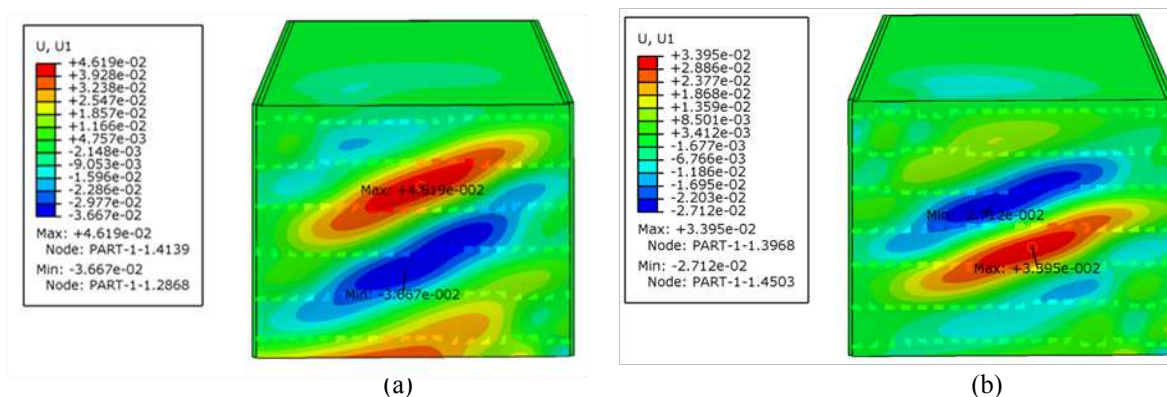 U, U1
+4.619e-02
+3.928e-02
+3.238e-02
+2.547e-02
+1.857e-02
+1.166e-02
+4.757e-03
-2.148e-03
-9.053e-03
-1.596e-02
-2.286e-02
-2.977e-02
-3.667e-02
Max: +4.619e-02
Node: PART-1-1.4139
Min: -3.667e-02
Node: PART-1-1.2868
Max: +4.619e-002
Min: -3.667e-002
(a)
U, U1
+3.395e-02
+2.886e-02
+2.377e-02
+1.868e-02
+1.359e-02
+8.501e-03
+3.412e-03
-1.677e-03
-6.766e-03
-1.186e-02
-1.695e-02
-2.203e-02
-2.712e-02
Max: +3.395e-02
Node: PART-1-1.3968
Min: -2.712e-02
Node: PART-1-1.4503
Min: -2.712e-002
Max: +3.395e-002
(b)